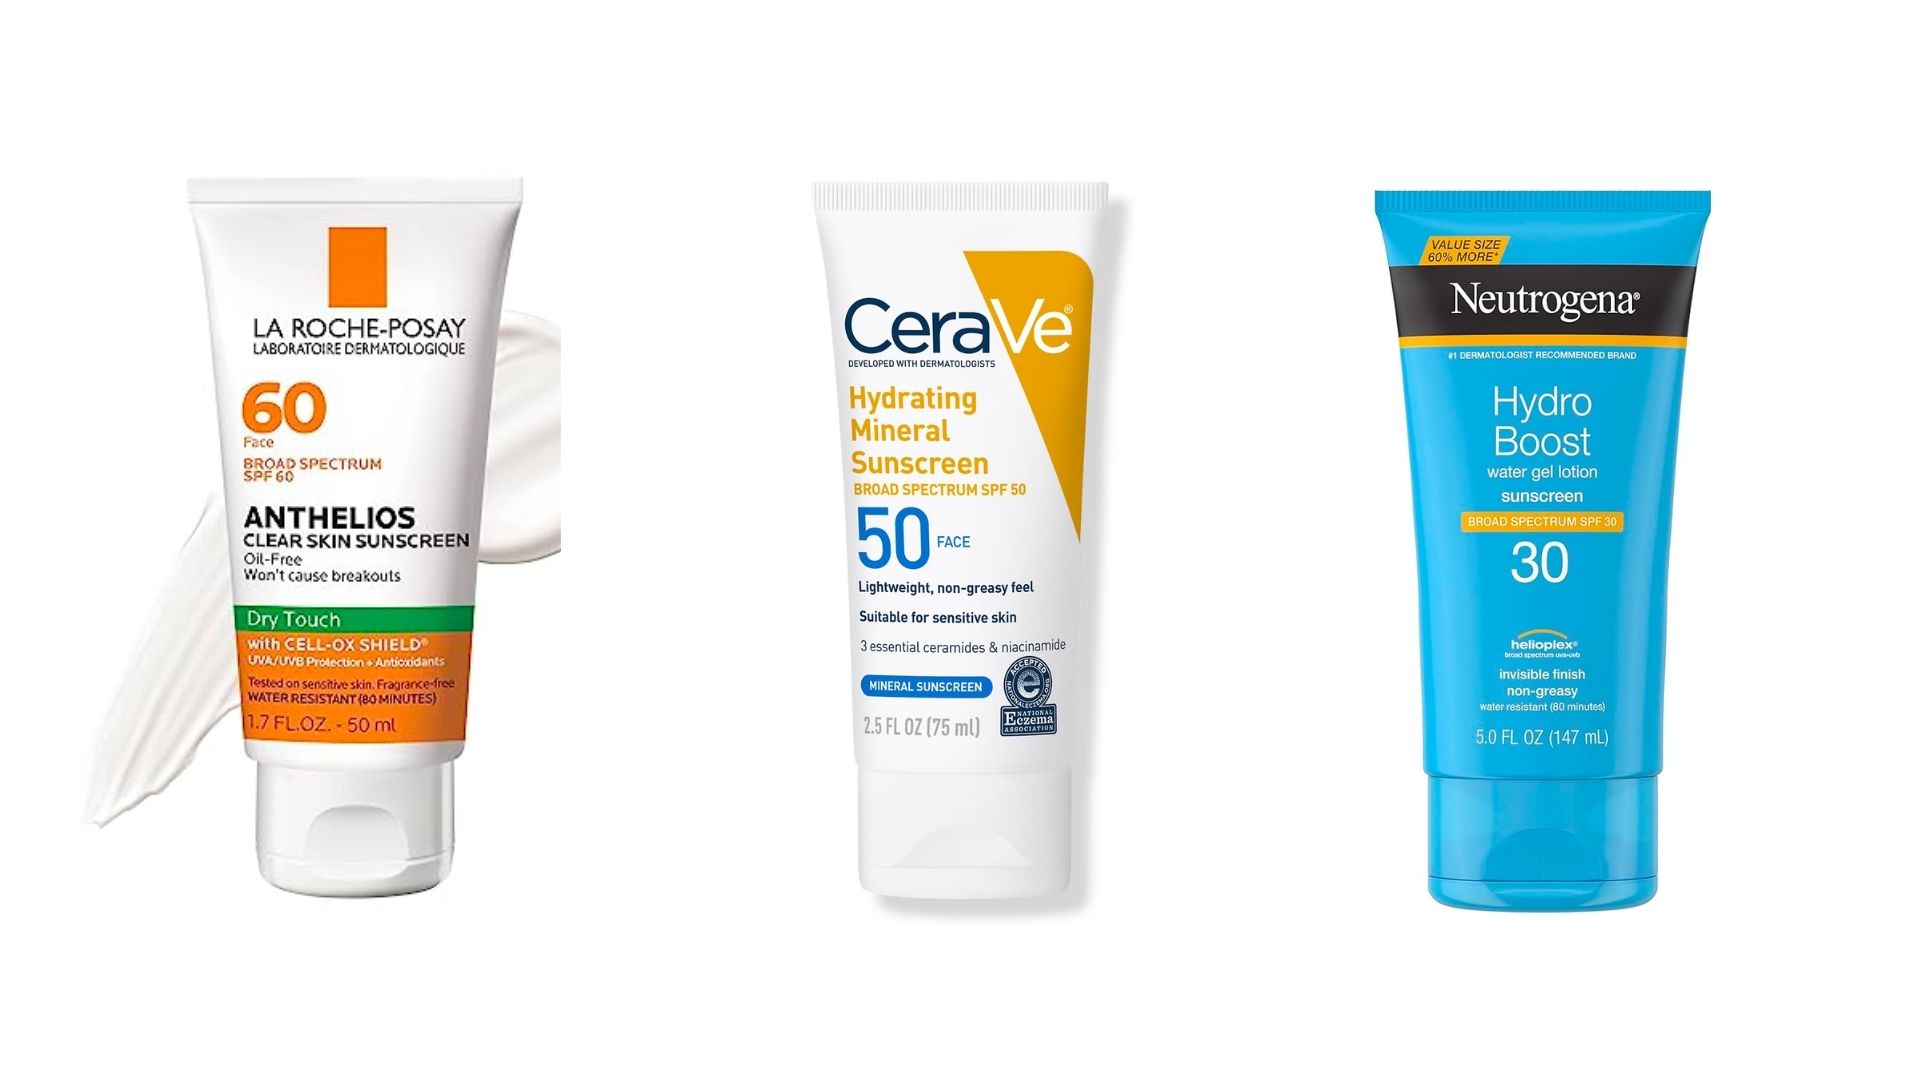 LA ROCHE-POSAY
LABORATOIRE DERMATOLOGIQUE
60
Face
BROAD SPECTRUM
SPF 60
ANTHELIOS
CLEAR SKIN SUNSCREEN
Oil-Free
Won't cause breakouts
Dry Touch
with CELL-OX SHIELD®
UVA/UVB Protection + Antioxidants
Tested on sensitive skin. Fragrance-free
WATER RESISTANT (80 MINUTES)
1.7 FL.OZ. - 50 ml
CeraVe®
DEVELOPED WITH DERMATOLOGISTS
Hydrating
Mineral
Sunscreen
BROAD SPECTRUM SPF 50
50 FACE
Lightweight, non-greasy feel
Suitable for sensitive skin
3 essential ceramides & niacinamide
MINERAL SUNSCREEN
2.5 FL OZ (75 ml)
ACCEPTED
NATIONALECZEMA.ORG
e
NATIONAL
Eczema
ASSOCIATION
VALUE SIZE
60% MORE*
Neutrogena®
#1 DERMATOLOGIST RECOMMENDED BRAND
Hydro
Boost
water gel lotion
sunscreen
BROAD SPECTRUM SPF 30
30
helioplex®
broad spectrum uva•uvb
invisible finish
non-greasy
water resistant (80 minutes)
5.0 FL OZ (147 mL)